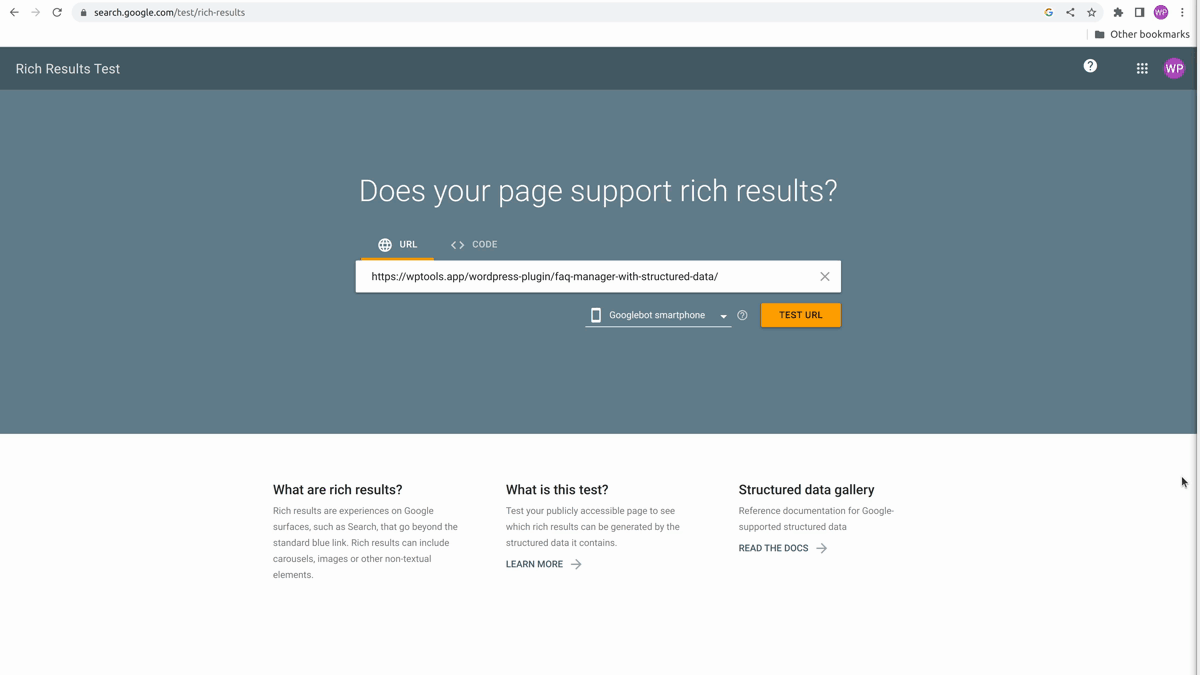 search.google.com/test/rich-results
G
WP
Other bookmarks
Rich Results Test
?
WP
Does your page support rich results?
URL
CODE
https://wptools.app/wordpress-plugin/faq-manager-with-structured-data/
Googlebot smartphone
?
TEST URL
What are rich results?
Rich results are experiences on Google
surfaces, such as Search, that go beyond the
standard blue link. Rich results can include
carousels, images or other non-textual
elements.
What is this test?
Test your publicly accessible page to see
which rich results can be generated by the
structured data it contains.
LEARN MORE
Structured data gallery
Reference documentation for Google-
supported structured data
READ THE DOCS